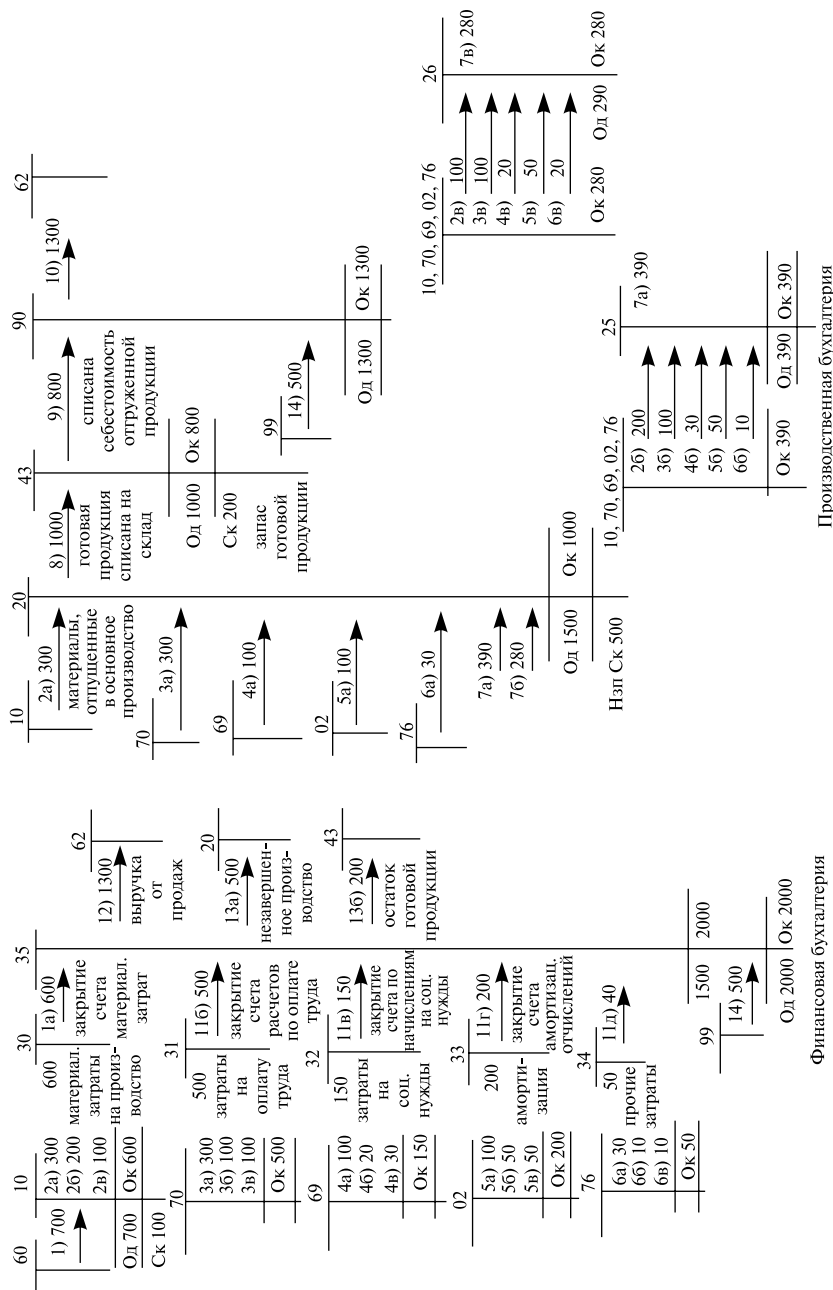 60
1) 700
10
2а) 300
2б) 200
2в) 100
Од 700
Ок 600
Ск 100
30
600
материал.
затраты
на произ-
водство
1а) 600
закрытие
счета
материал.
затрат
35
12) 1300
выручка
от
продаж
62
70
3а) 300
3б) 100
3в) 100
Ок 500
31
500
затраты
на
оплату
труда
11б) 500
закрытие
счета
расчетов
по оплате
труда
13а) 500
незавершен-
ное произ-
водство
20
69
4а) 100
4б) 20
4в) 30
Ок 150
32
150
затраты
на
соц.
нужды
11в) 150
закрытие
счета по
начислениям
на соц.
нужды
13б) 200
остаток
готовой
продукции
43
02
5а) 100
5б) 50
5в) 50
Ок 200
33
200
аморти-
зация
11г) 200
закрытие
счета
амортизац.
отчислений
76
6а) 30
6б) 10
6в) 10
Ок 50
34
50
прочие
затраты
11д) 40
1500
2000
99
14) 500
Од 2000
Ок 2000
Финансовая бухгалтерия
10
2а) 300
материалы,
отпущенные
в основное
производство
70
3а) 300
69
4а) 100
02
5а) 100
76
6а) 30
7а) 390
7б) 280
20
Од 1500
Ок 1000
Нзп Ск 500
8) 1000
готовая
продукция
списана на
склад
43
Од 1000
Ок 800
Ск 200
запас
готовой
продукции
9) 800
списана
себестоимость
отгруженной
продукции
99
14) 500
90
Од 1300
Ок 1300
10) 1300
62
10, 70, 69, 02, 76
2в) 100
3в) 100
4в) 20
5в) 50
6в) 20
Ок 280
26
7в) 280
Од 290
Ок 280
10, 70, 69, 02, 76
2б) 200
3б) 100
4б) 30
5б) 50
6б) 10
Ок 390
25
7а) 390
Од 390
Ок 390
Производственная бухгалтерия